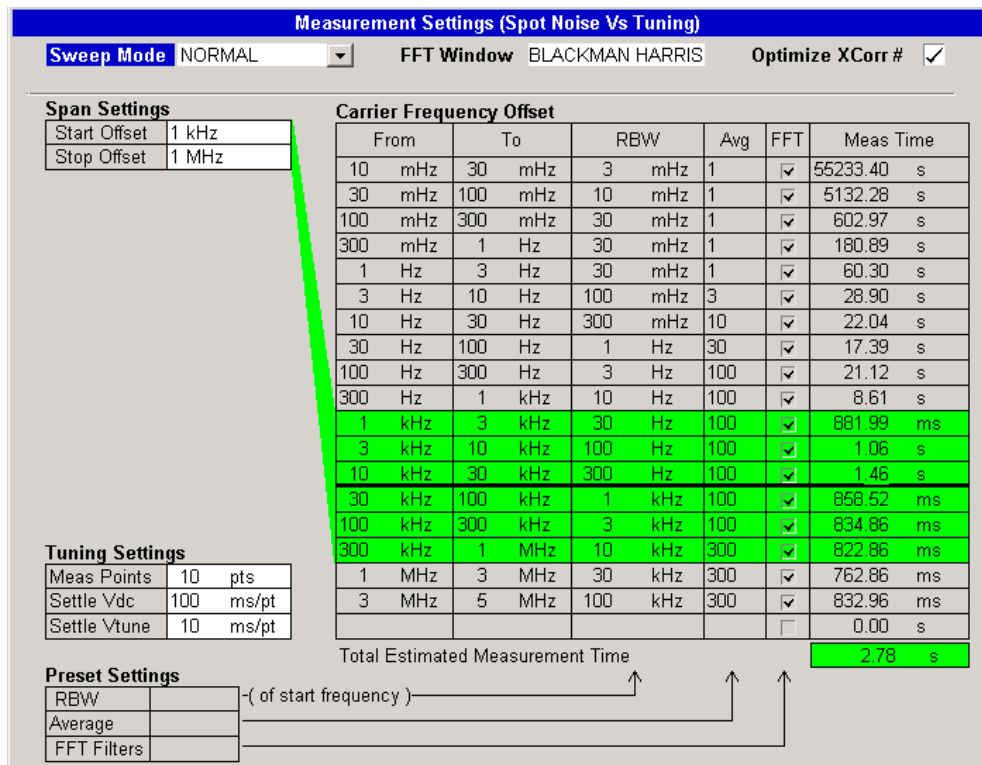 Measurement Settings (Spot Noise Vs Tuning)
Sweep Mode NORMAL FFT Window BLACKMAN HARRIS Optimize XCorr #
Span Settings
Start Offset 1 kHz
Stop Offset 1 MHz
Carrier Frequency Offset
From To RBW Avg FFT Meas Time
10 mHz 30 mHz 3 mHz 1 55233.40 s
30 mHz 100 mHz 10 mHz 1 5132.28 s
100 mHz 300 mHz 30 mHz 1 602.97 s
300 mHz 1 Hz 30 mHz 1 180.89 s
1 Hz 3 Hz 30 mHz 1 60.30 s
3 Hz 10 Hz 100 mHz 3 28.90 s
10 Hz 30 Hz 300 mHz 10 22.04 s
30 Hz 100 Hz 1 Hz 30 17.39 s
100 Hz 300 Hz 3 Hz 100 21.12 s
300 Hz 1 kHz 10 Hz 100 8.61 s
1 kHz 3 kHz 30 Hz 100 881.99 ms
3 kHz 10 kHz 100 Hz 100 1.06 s
10 kHz 30 kHz 300 Hz 100 1.46 s
30 kHz 100 kHz 1 kHz 100 858.52 ms
100 kHz 300 kHz 3 kHz 100 834.86 ms
300 kHz 1 MHz 10 kHz 300 822.86 ms
1 MHz 3 MHz 30 kHz 300 762.86 ms
3 MHz 5 MHz 100 kHz 300 832.96 ms
0.00 s
Total Estimated Measurement Time 2.78 s
Tuning Settings
Meas Points 10 pts
Settle Vdc 100 ms/pt
Settle Vtune 10 ms/pt
Preset Settings
RBW ( of start frequency )
Average
FFT Filters